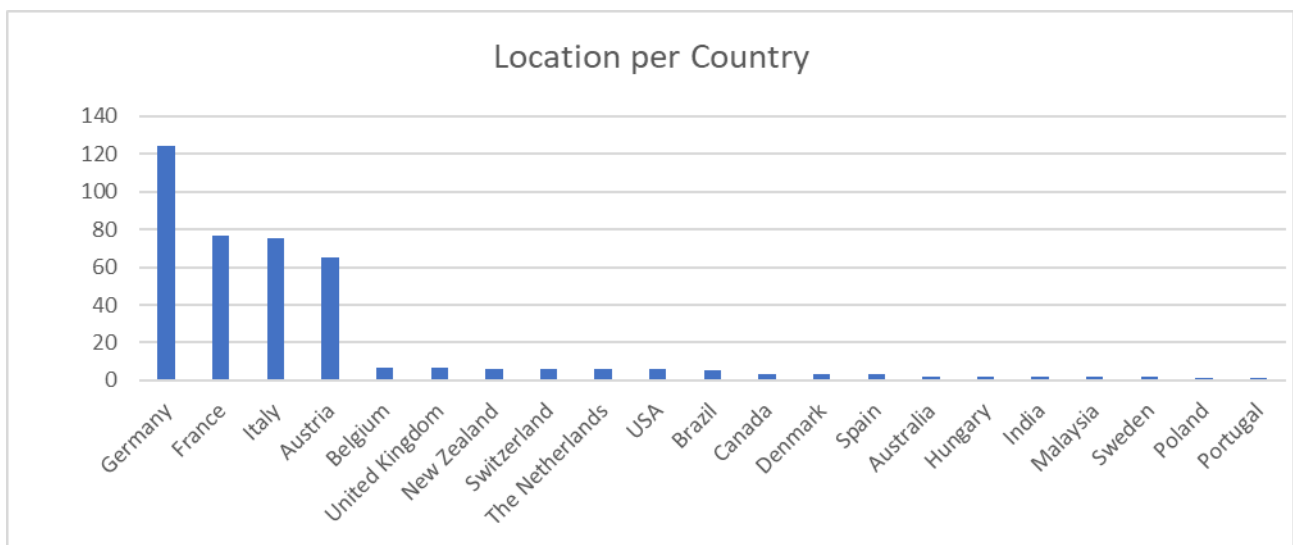 Location per Country
140
120
100
80
60
40
20
0
Germany
France
Italy
Austria
Belgium
United Kingdom
New Zealand
Switzerland
The Netherlands
USA
Brazil
Canada
Denmark
Spain
Australia
Hungary
India
Malaysia
Sweden
Poland
Portugal